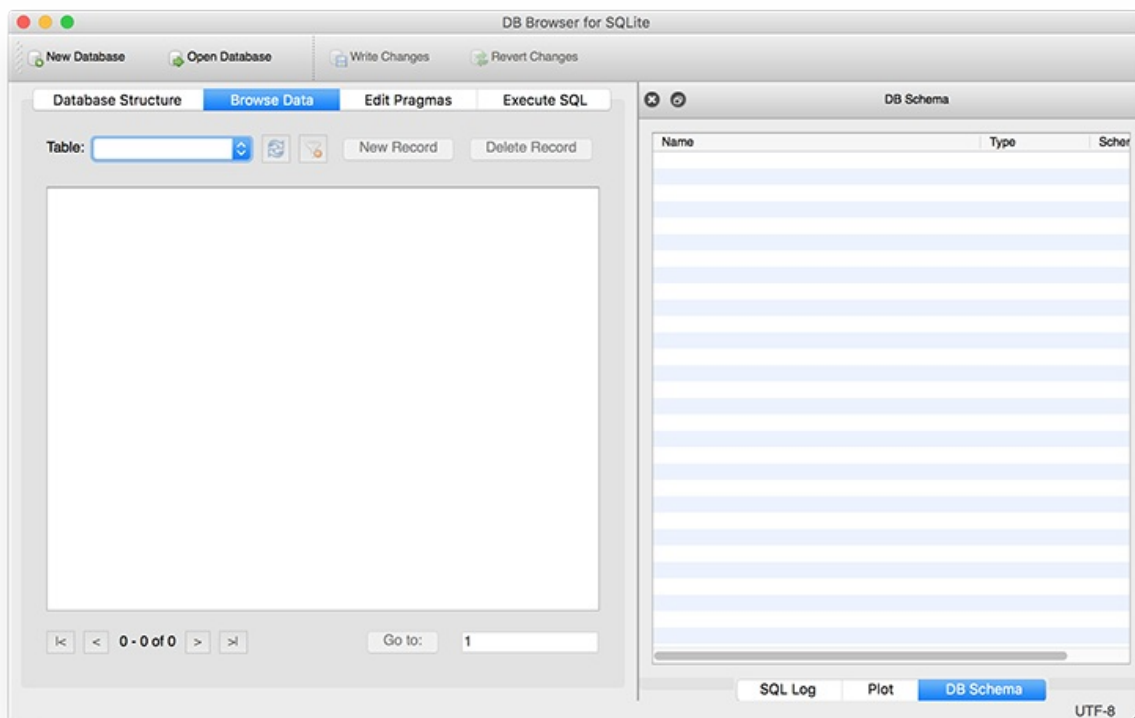 DB Browser for SQLite
New Database Open Database Write Changes Revert Changes
Database Structure Browse Data Edit Pragmas Execute SQL
Table: New Record Delete Record
0 - 0 of 0 Go to: 1
DB Schema
Name Type Schem
SQL Log Plot DB Schema
UTF-8